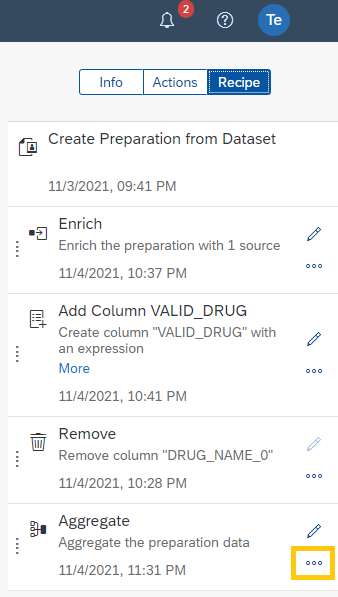 2
Te
Info
Actions
Recipe
Create Preparation from Dataset
11/3/2021, 09:41 PM
Enrich
Enrich the preparation with 1 source
11/4/2021, 10:37 PM
Add Column VALID_DRUG
Create column "VALID_DRUG" with
an expression
More
11/4/2021, 10:41 PM
Remove
Remove column "DRUG_NAME_0"
11/4/2021, 10:28 PM
Aggregate
Aggregate the preparation data
11/4/2021, 11:31 PM